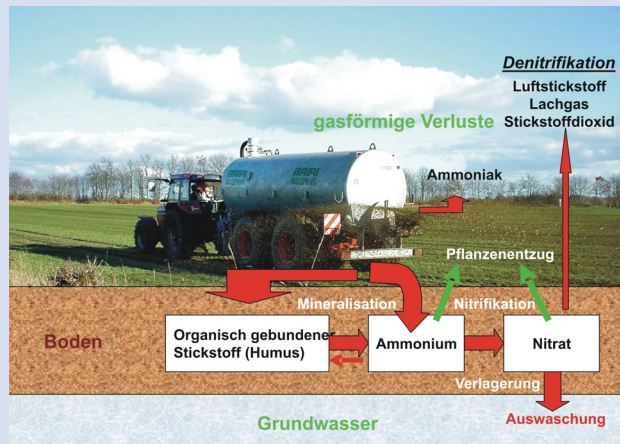 Denitrifikation
Luftstickstoff
Lachgas
Stickstoffdioxid
gasförmige Verluste
Ammoniak
Pflanzenentzug
Mineralisation
Nitrifikation
Boden
Organisch gebundener
Stickstoff (Humus)
Ammonium
Nitrat
Verlagerung
Grundwasser
Auswaschung